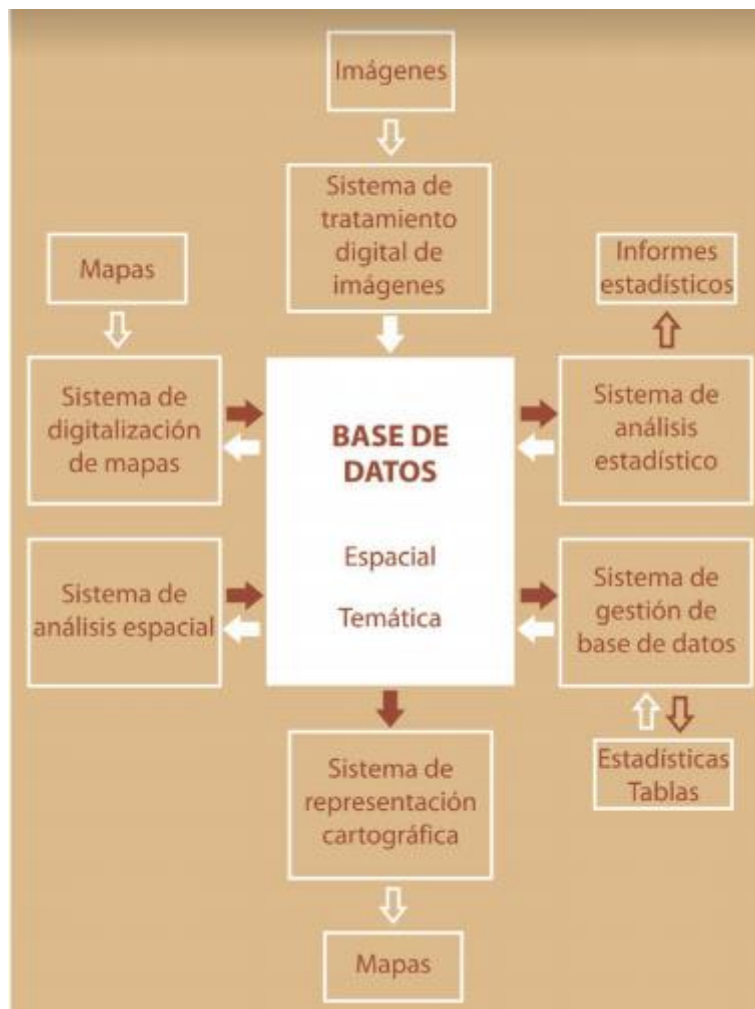 Imágenes
Sistema de
tratamiento
digital de
imágenes
Mapas
Informes
estadísticos
Sistema de
digitalización
de mapas
BASE DE
DATOS
Espacial
Temática
Sistema de
análisis
estadístico
Sistema de
análisis espacial
Sistema de
gestión de
base de datos
Sistema de
representación
cartográfica
Estadísticas
Tablas
Mapas